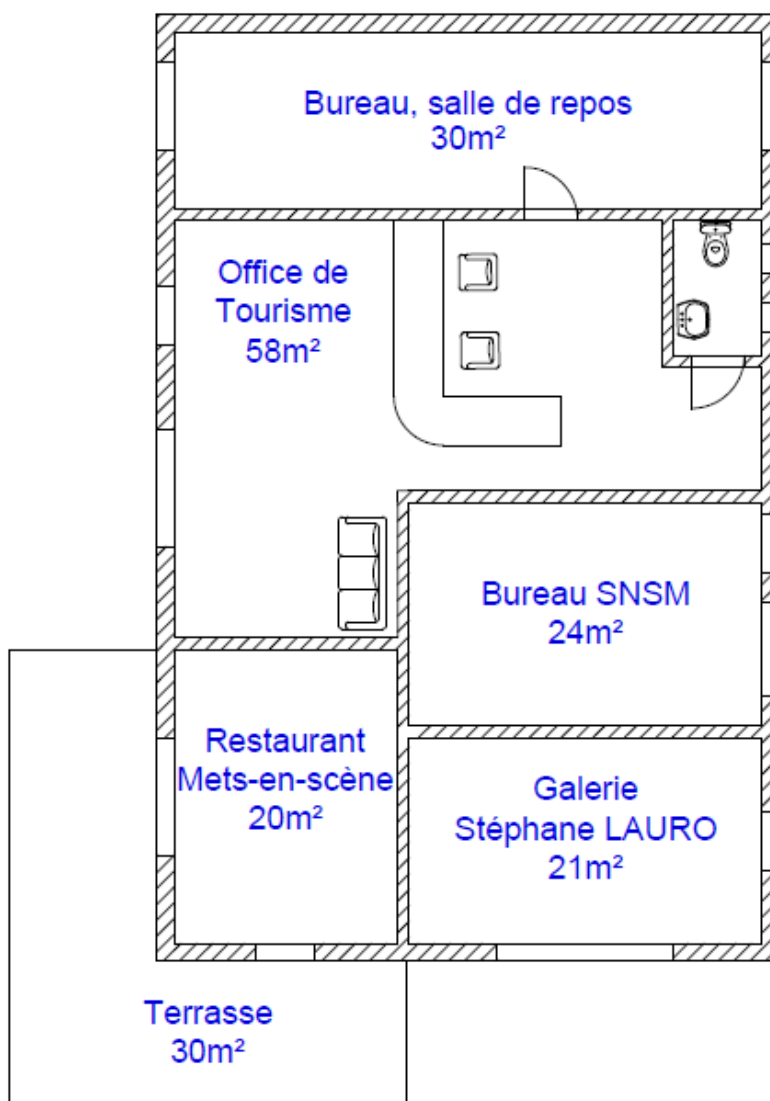 Bureau, salle de repos
30m²
Office de
Tourisme
58m²
Bureau SNSM
24m²
Restaurant
Mets-en-scène
20m²
Galerie
Stéphane LAURO
21m²
Terrasse
30m²